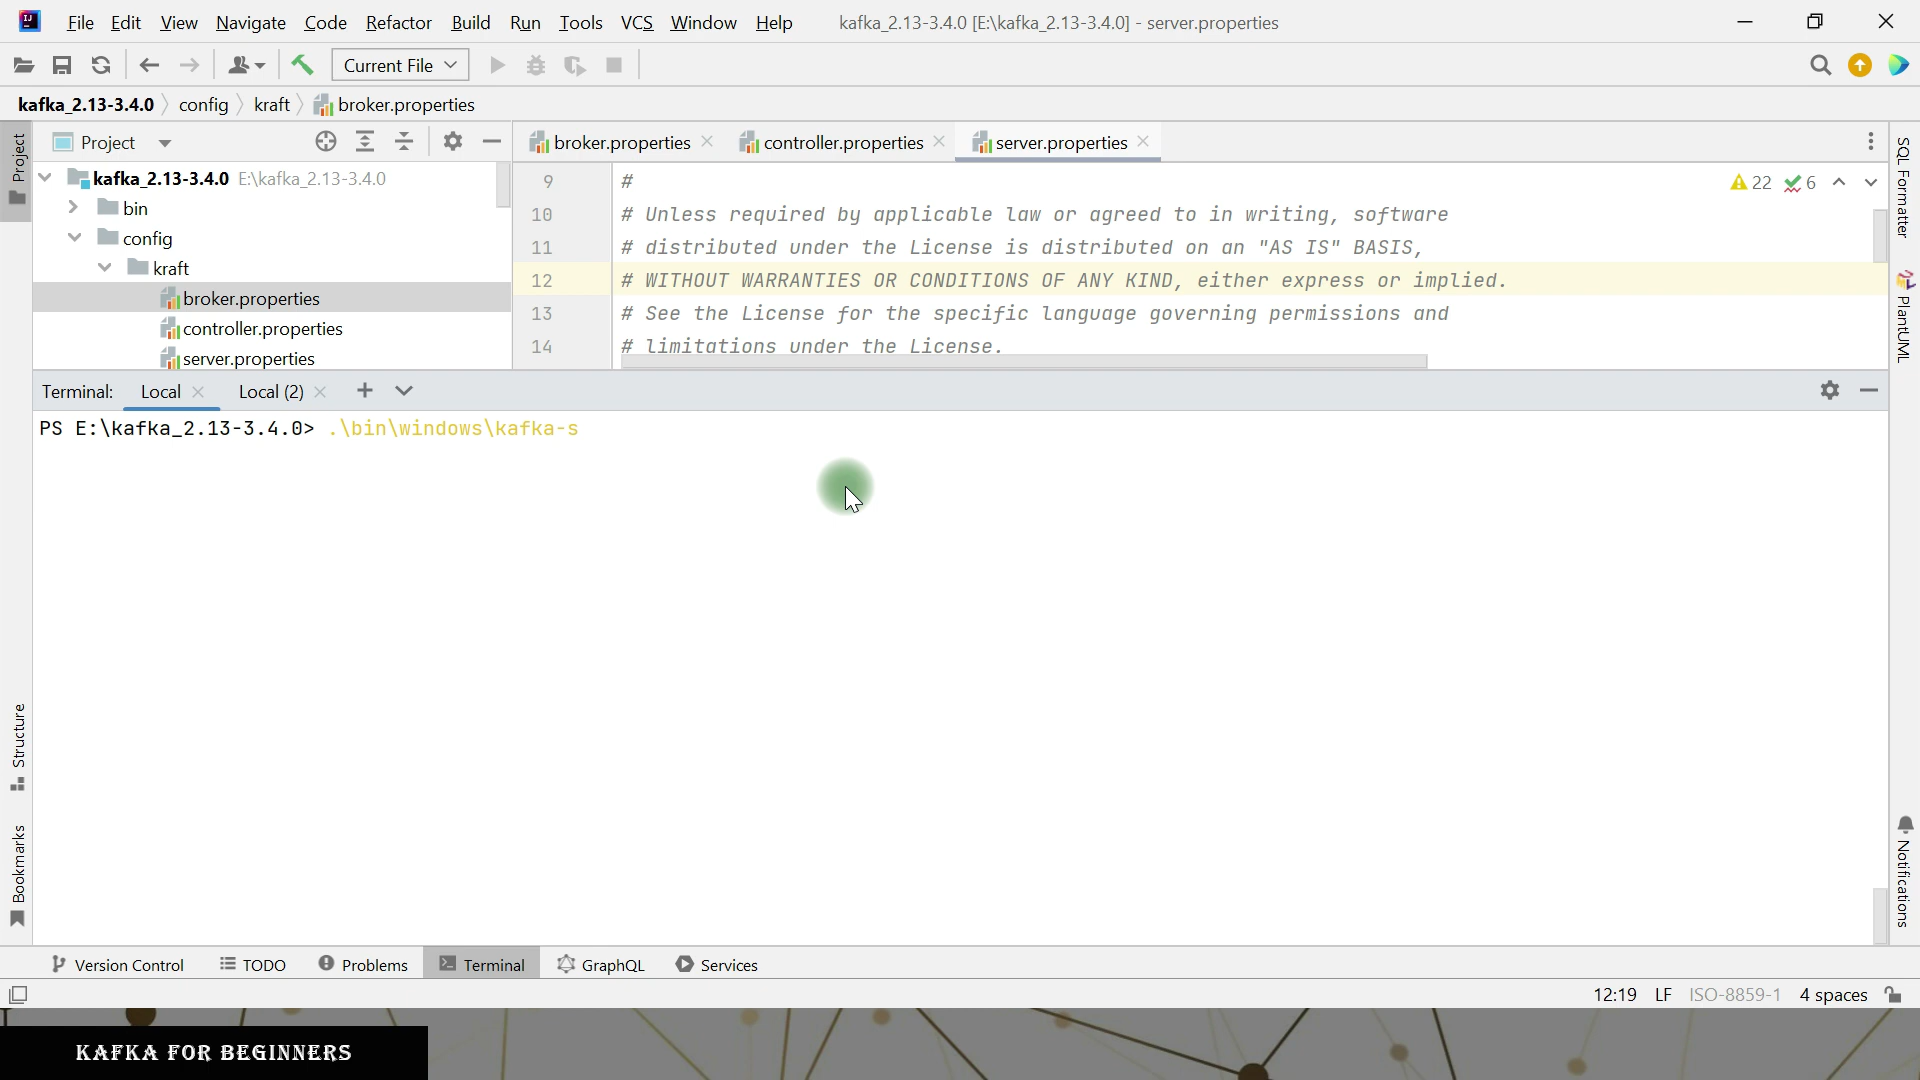 File Edit View Navigate Code Refactor Build Run Tools VCS Window Help kafka_2.13-3.4.0 [E:\kafka_2.13-3.4.0] - server.properties
Current File
kafka_2.13-3.4.0 config kraft broker.properties
Project
Project
broker.properties controller.properties server.properties
kafka_2.13-3.4.0 E:\kafka_2.13-3.4.0
bin
config
kraft
broker.properties
controller.properties
server.properties
9 #
10 # Unless required by applicable law or agreed to in writing, software
11 # distributed under the License is distributed on an "AS IS" BASIS,
12 # WITHOUT WARRANTIES OR CONDITIONS OF ANY KIND, either express or implied.
13 # See the License for the specific language governing permissions and
14 # limitations under the License.
22 6
SQL Formatter
PlantUML
Terminal: Local Local (2)
PS E:\kafka_2.13-3.4.0> .\bin\windows\kafka-s
Structure
Bookmarks
Notifications
Version Control TODO Problems Terminal GraphQL Services
12:19 LF ISO-8859-1 4 spaces
KAFKA FOR BEGINNERS